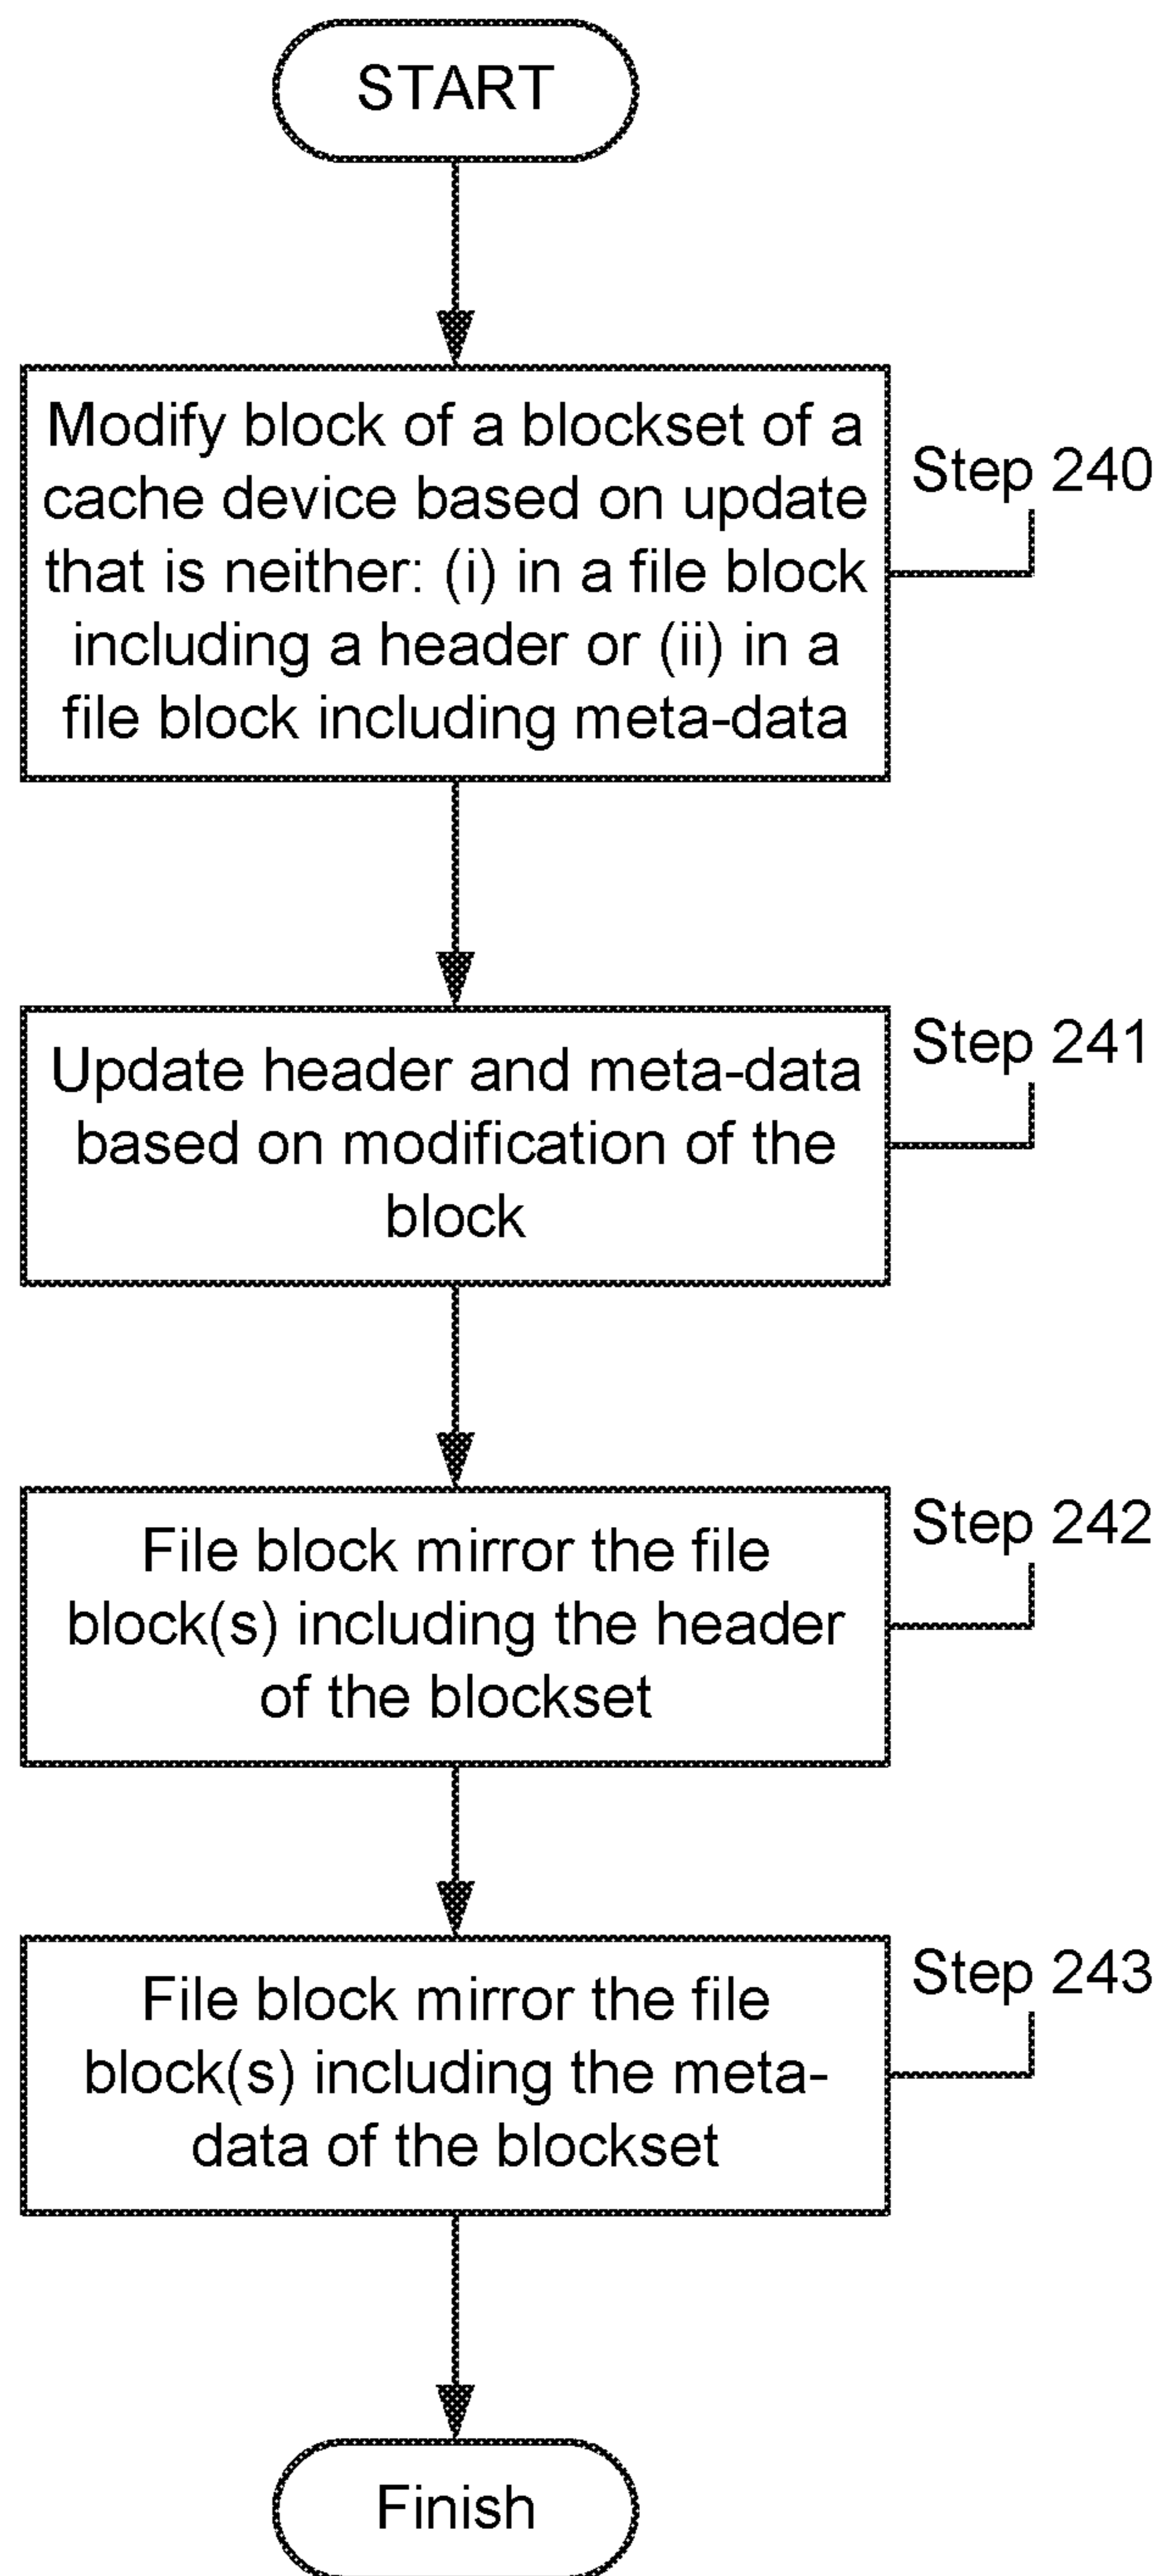 START
Modify block of a blockset of a
cache device based on update
that is neither: (i) in a file block
including a header or (ii) in a
file block including meta-data
Step 240
Update header and meta-data
based on modification of the
block
Step 241
File block mirror the file
block(s) including the header
of the blockset
Step 242
File block mirror the file
block(s) including the meta-
data of the blockset
Step 243
Finish